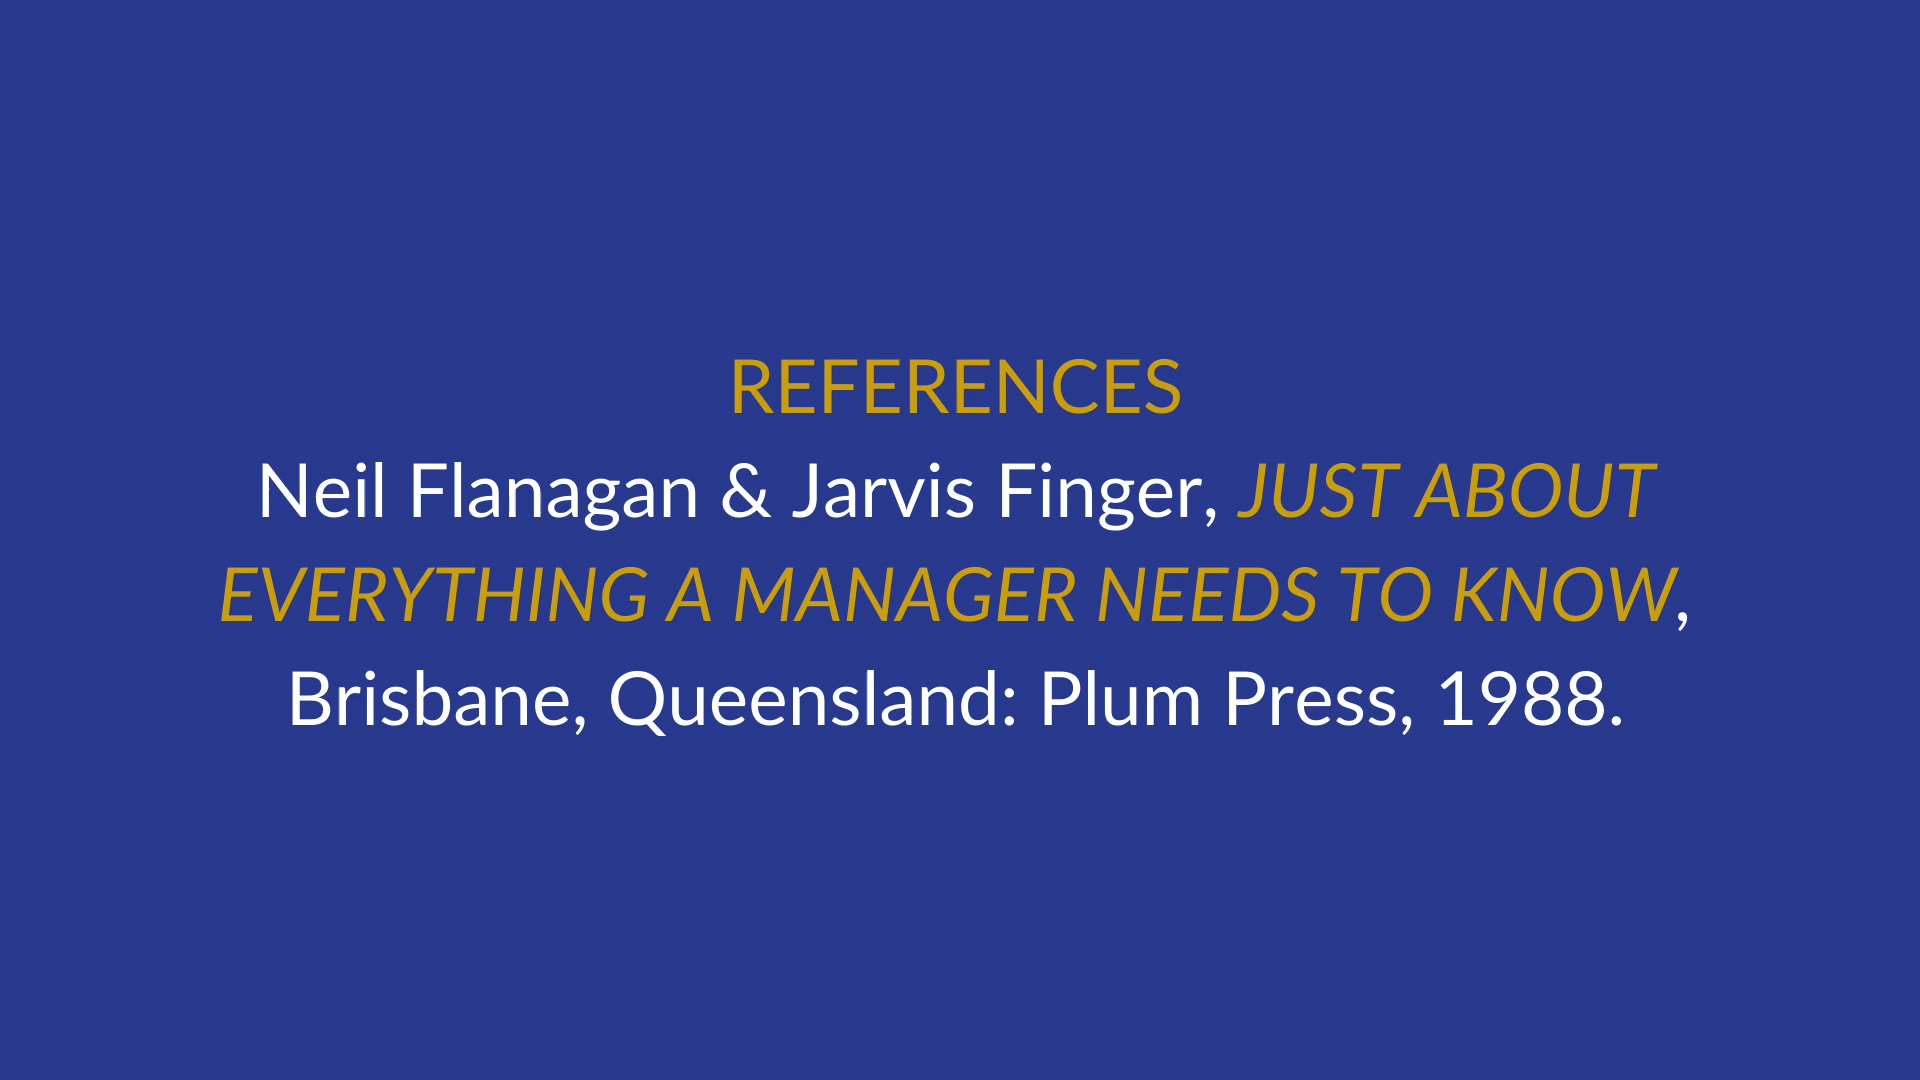 REFERENCES
Neil Flanagan & Jarvis Finger, JUST ABOUT
EVERYTHING A MANAGER NEEDS TO KNOW,
Brisbane, Queensland: Plum Press, 1988.